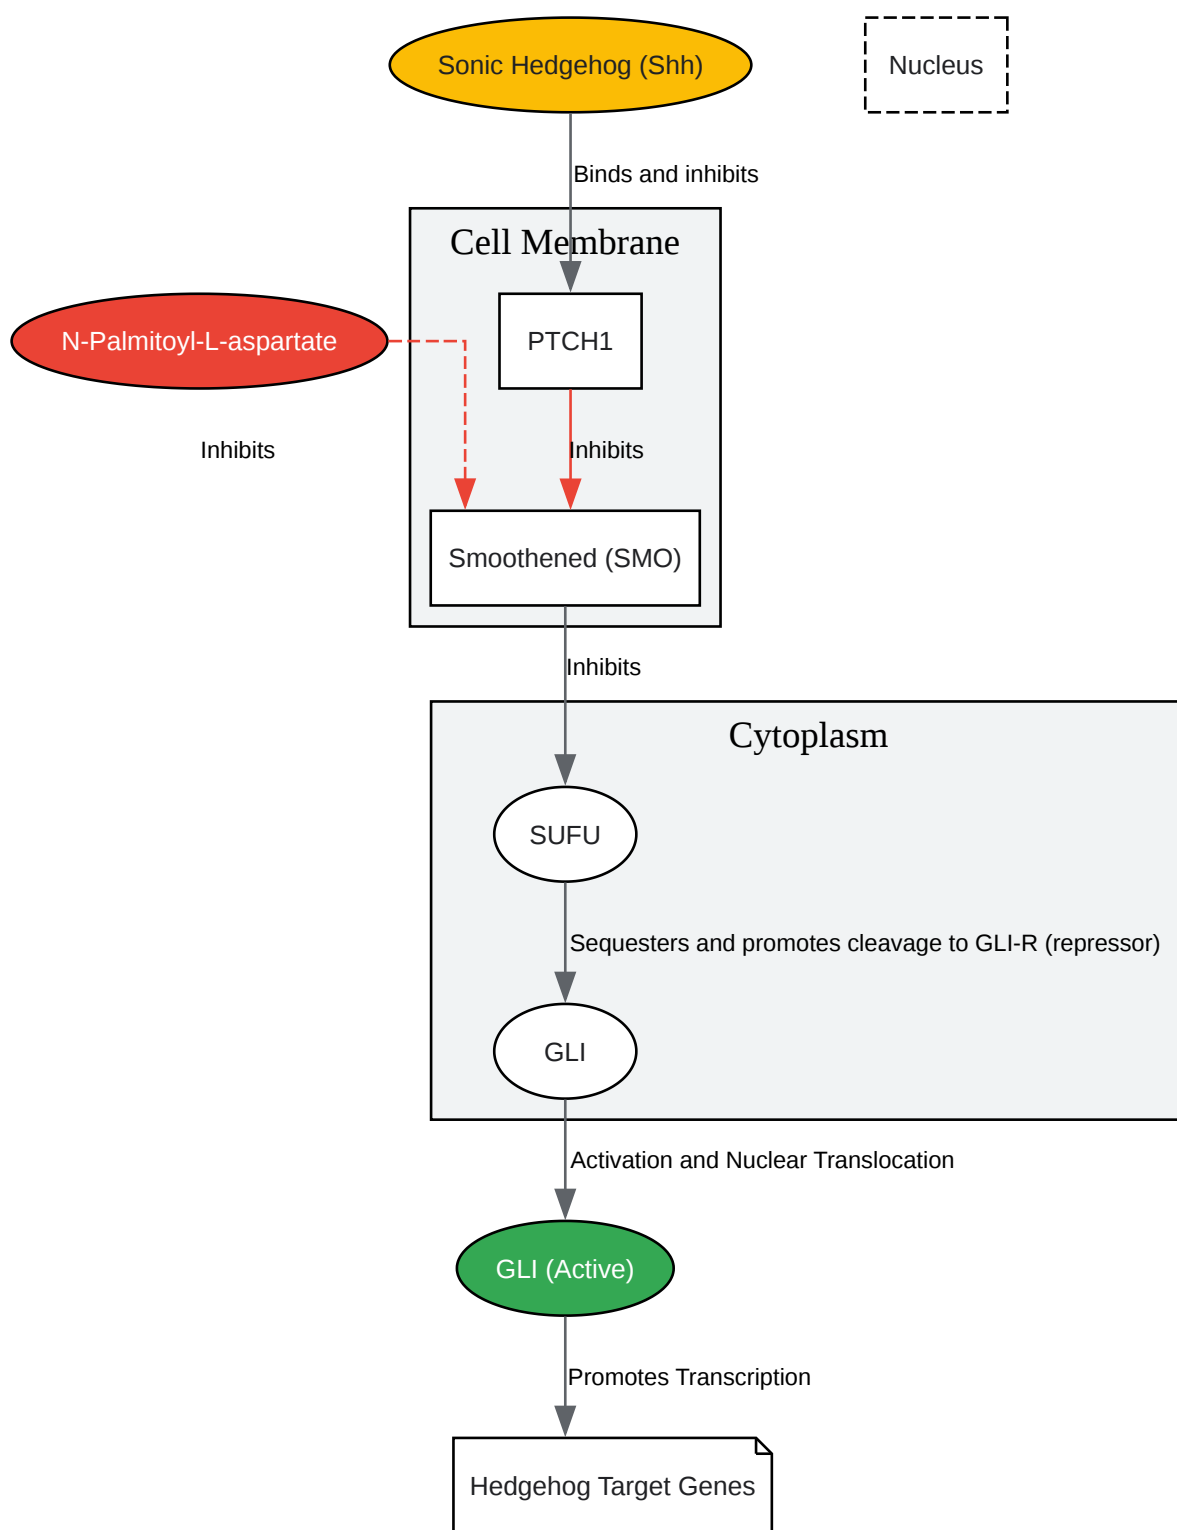 Sonic Hedgehog (Shh)
Nucleus
Binds and inhibits
Cell Membrane
N-Palmitoyl-L-aspartate
PTCH1
Inhibits
Inhibits
Smoothened (SMO)
Inhibits
Cytoplasm
SUFU
Sequesters and promotes cleavage to GLI-R (repressor)
GLI
Activation and Nuclear Translocation
GLI (Active)
Promotes Transcription
Hedgehog Target Genes